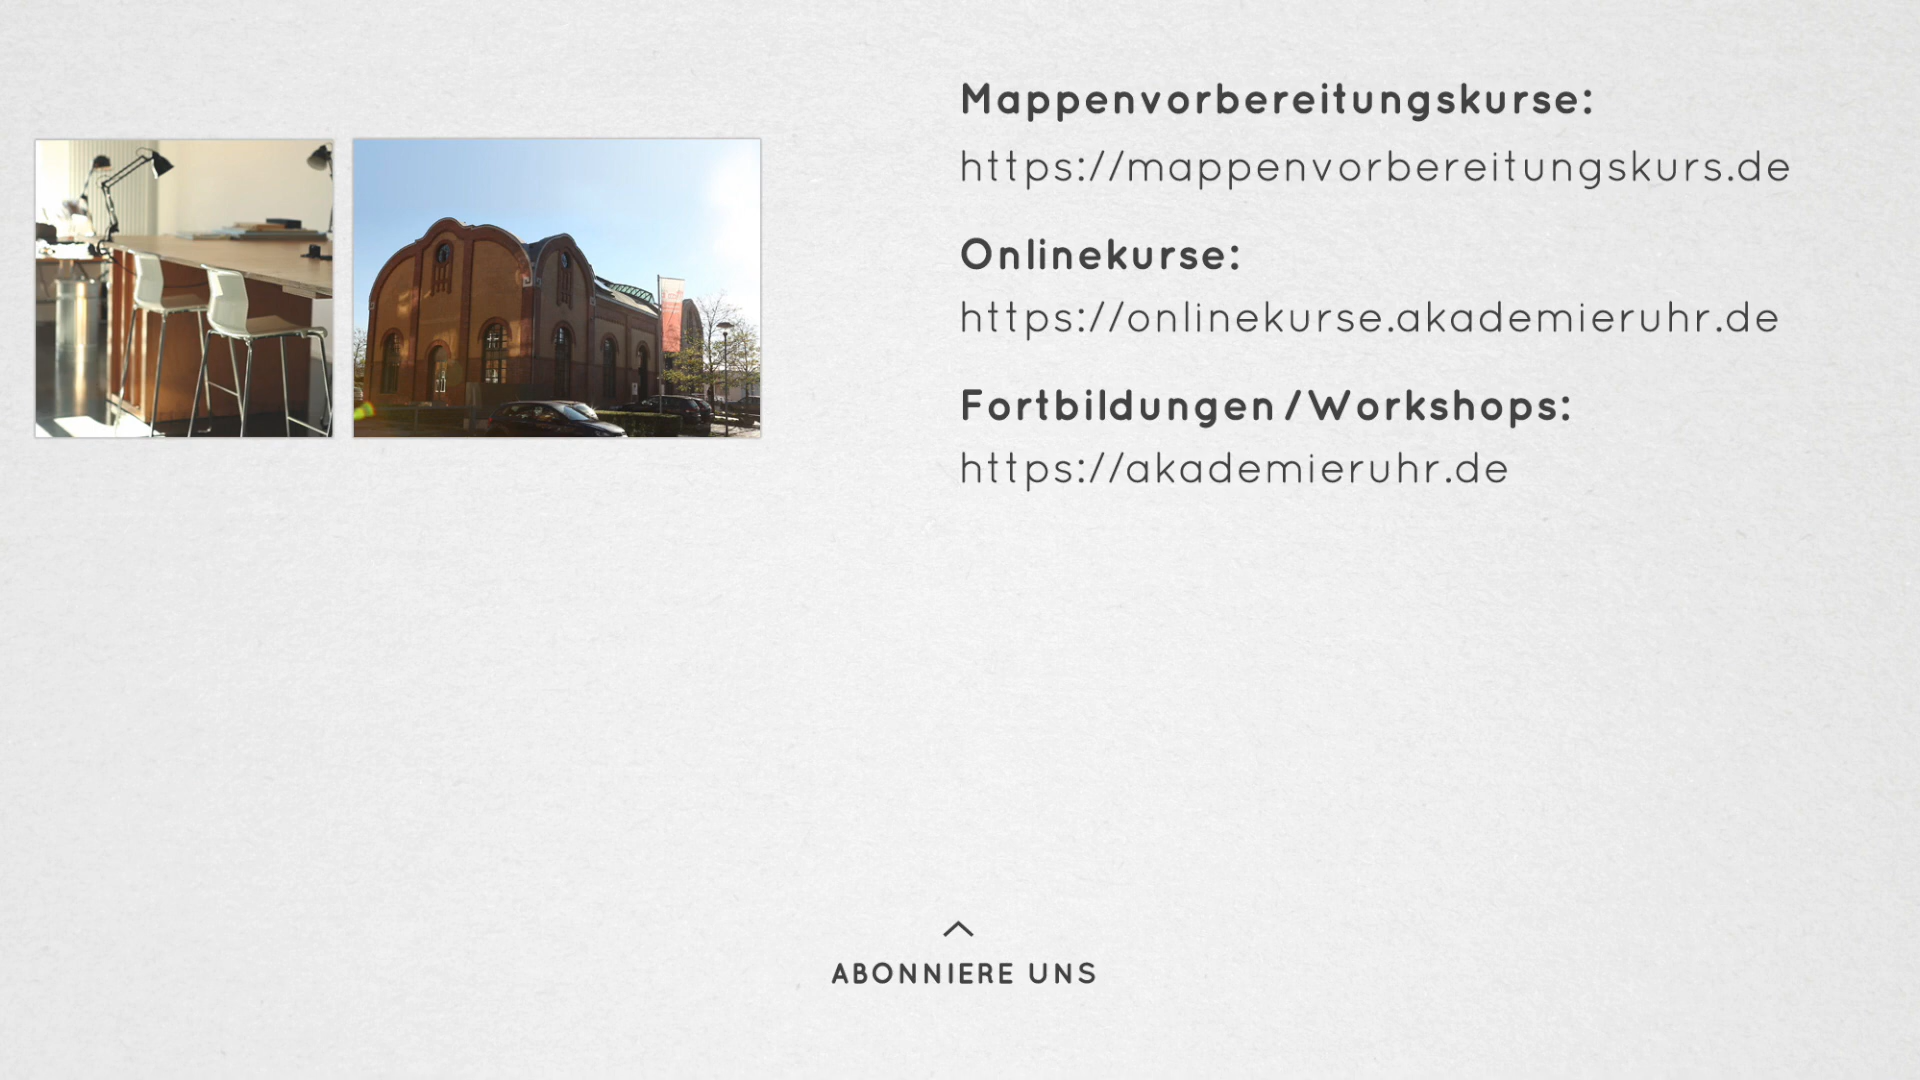 Mappenvorbereitungskurse:
https://mappenvorbereitungskurs.de
Onlinekurse:
https://onlinekurse.akademieruhr.de
Fortbildungen/Workshops:
https://akademieruhr.de
ABONNIERE UNS